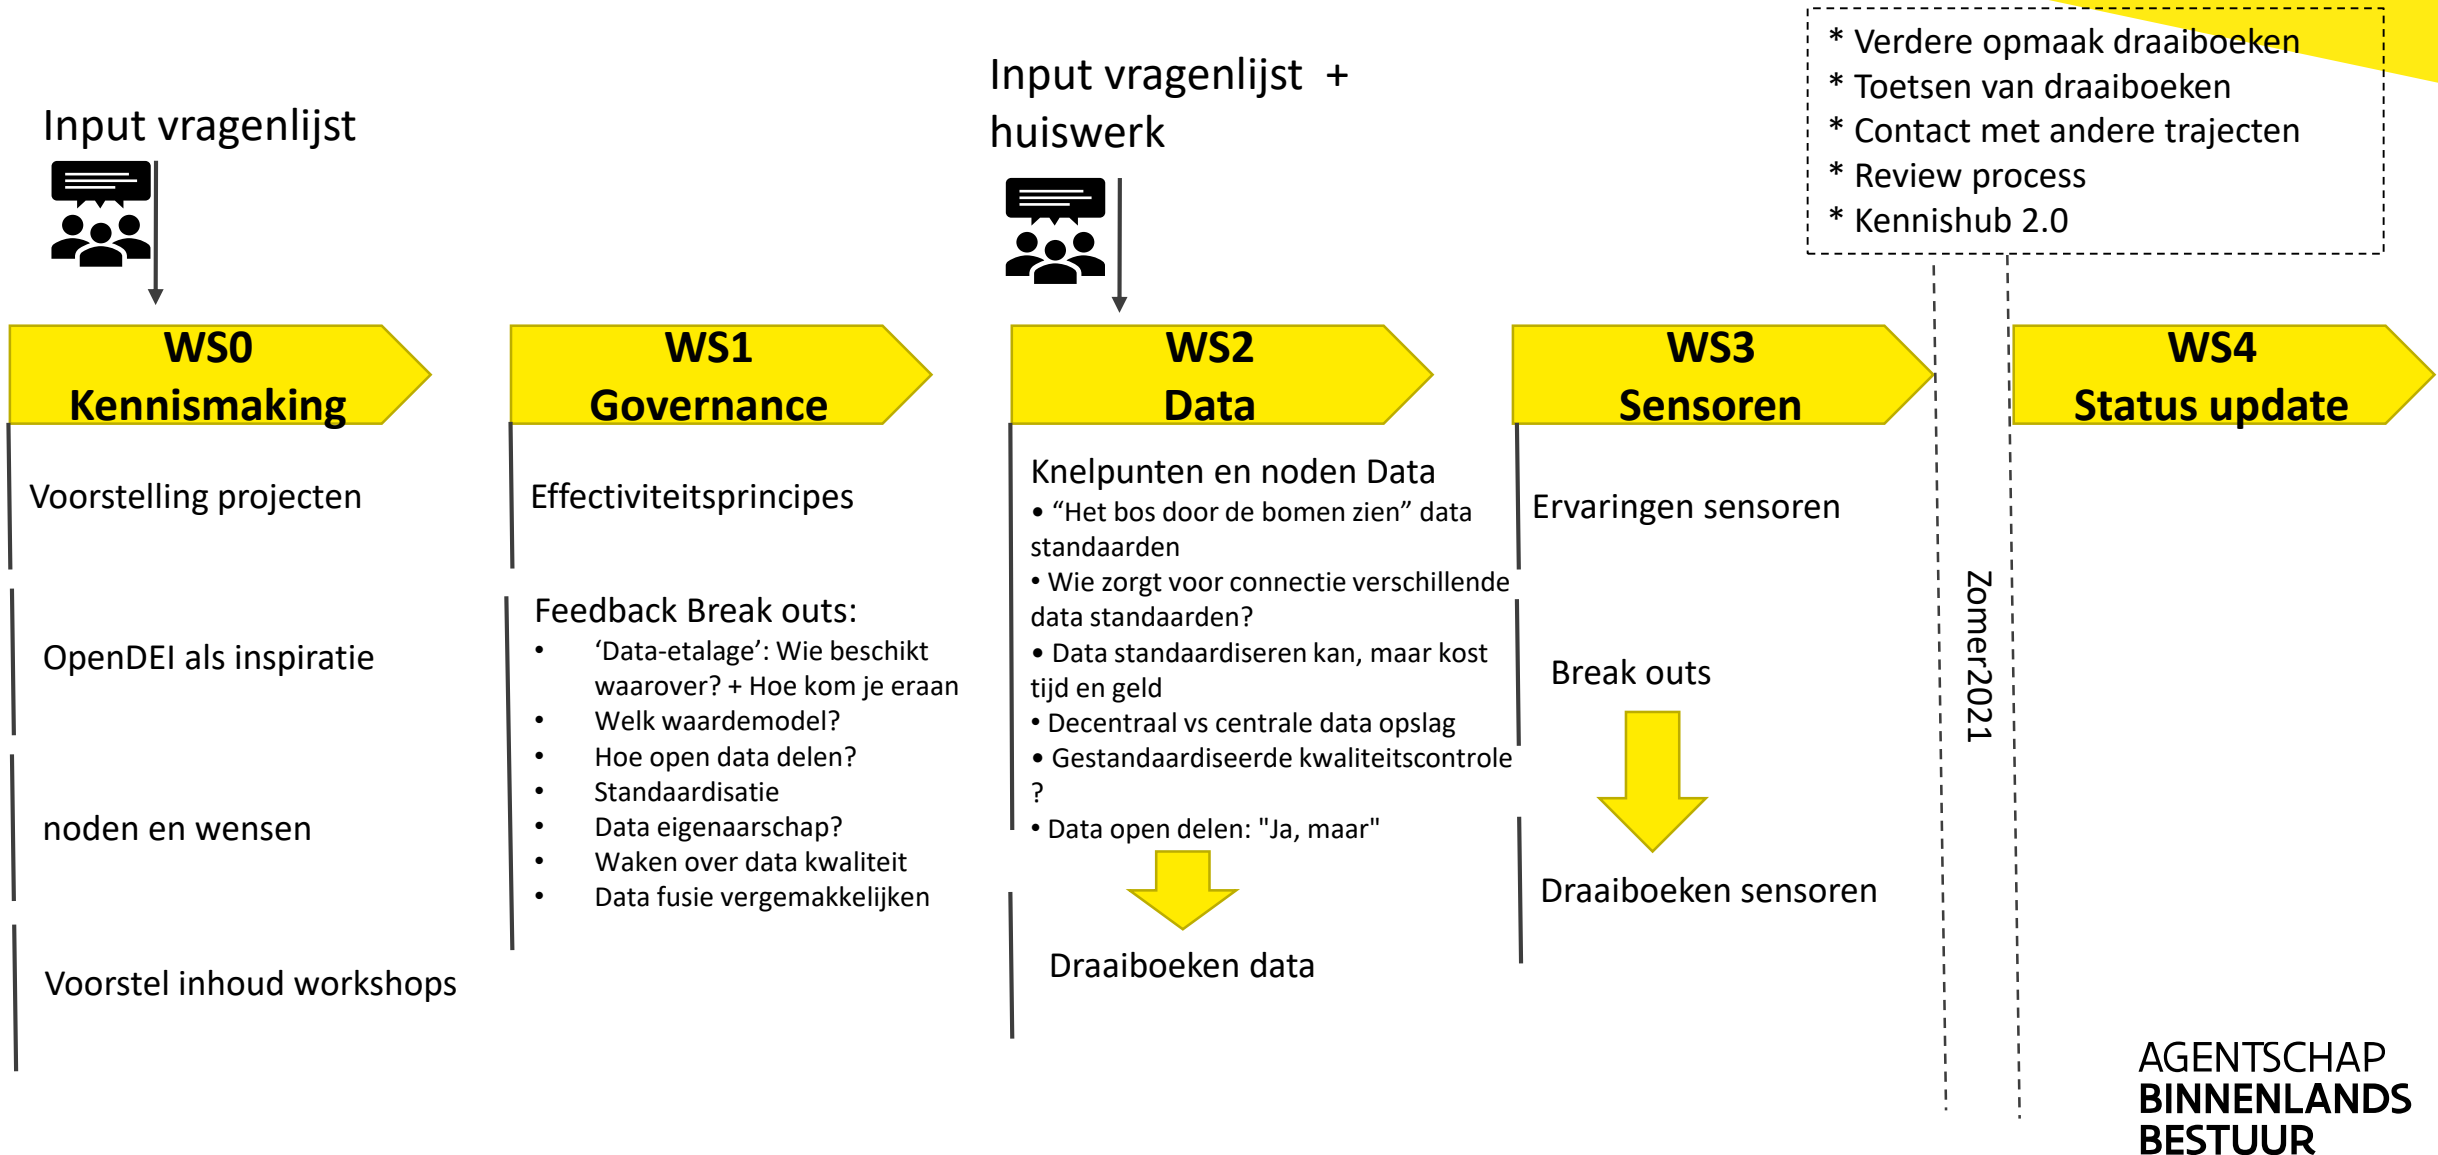 Input vragenlijst
Input vragenlijst +
huiswerk
* Verdere opmaak draaiboeken
* Toetsen van draaiboeken
* Contact met andere trajecten
* Review process
* Kennishub 2.0
WS0
Kennismaking
Voorstelling projecten
OpenDEI als inspiratie
noden en wensen
Voorstel inhoud workshops
WS1
Governance
Effectiviteitsprincipes
Feedback Break outs:
• ‘Data-etalage’: Wie beschikt
waarover? + Hoe kom je eraan
• Welk waardemodel?
• Hoe open data delen?
• Standaardisatie
• Data eigenaarschap?
• Waken over data kwaliteit
• Data fusie vergemakkelijken
WS2
Data
Knelpunten en noden Data
• “Het bos door de bomen zien” data
standaarden
• Wie zorgt voor connectie verschillende
data standaarden?
• Data standaardiseren kan, maar kost
tijd en geld
• Decentraal vs centrale data opslag
• Gestandaardiseerde kwaliteitscontrole
?
• Data open delen: "Ja, maar"
Draaiboeken data
WS3
Sensoren
Ervaringen sensoren
Break outs
Draaiboeken sensoren
Zomer2021
WS4
Status update
AGENTSCHAP
BINNENLANDS
BESTUUR